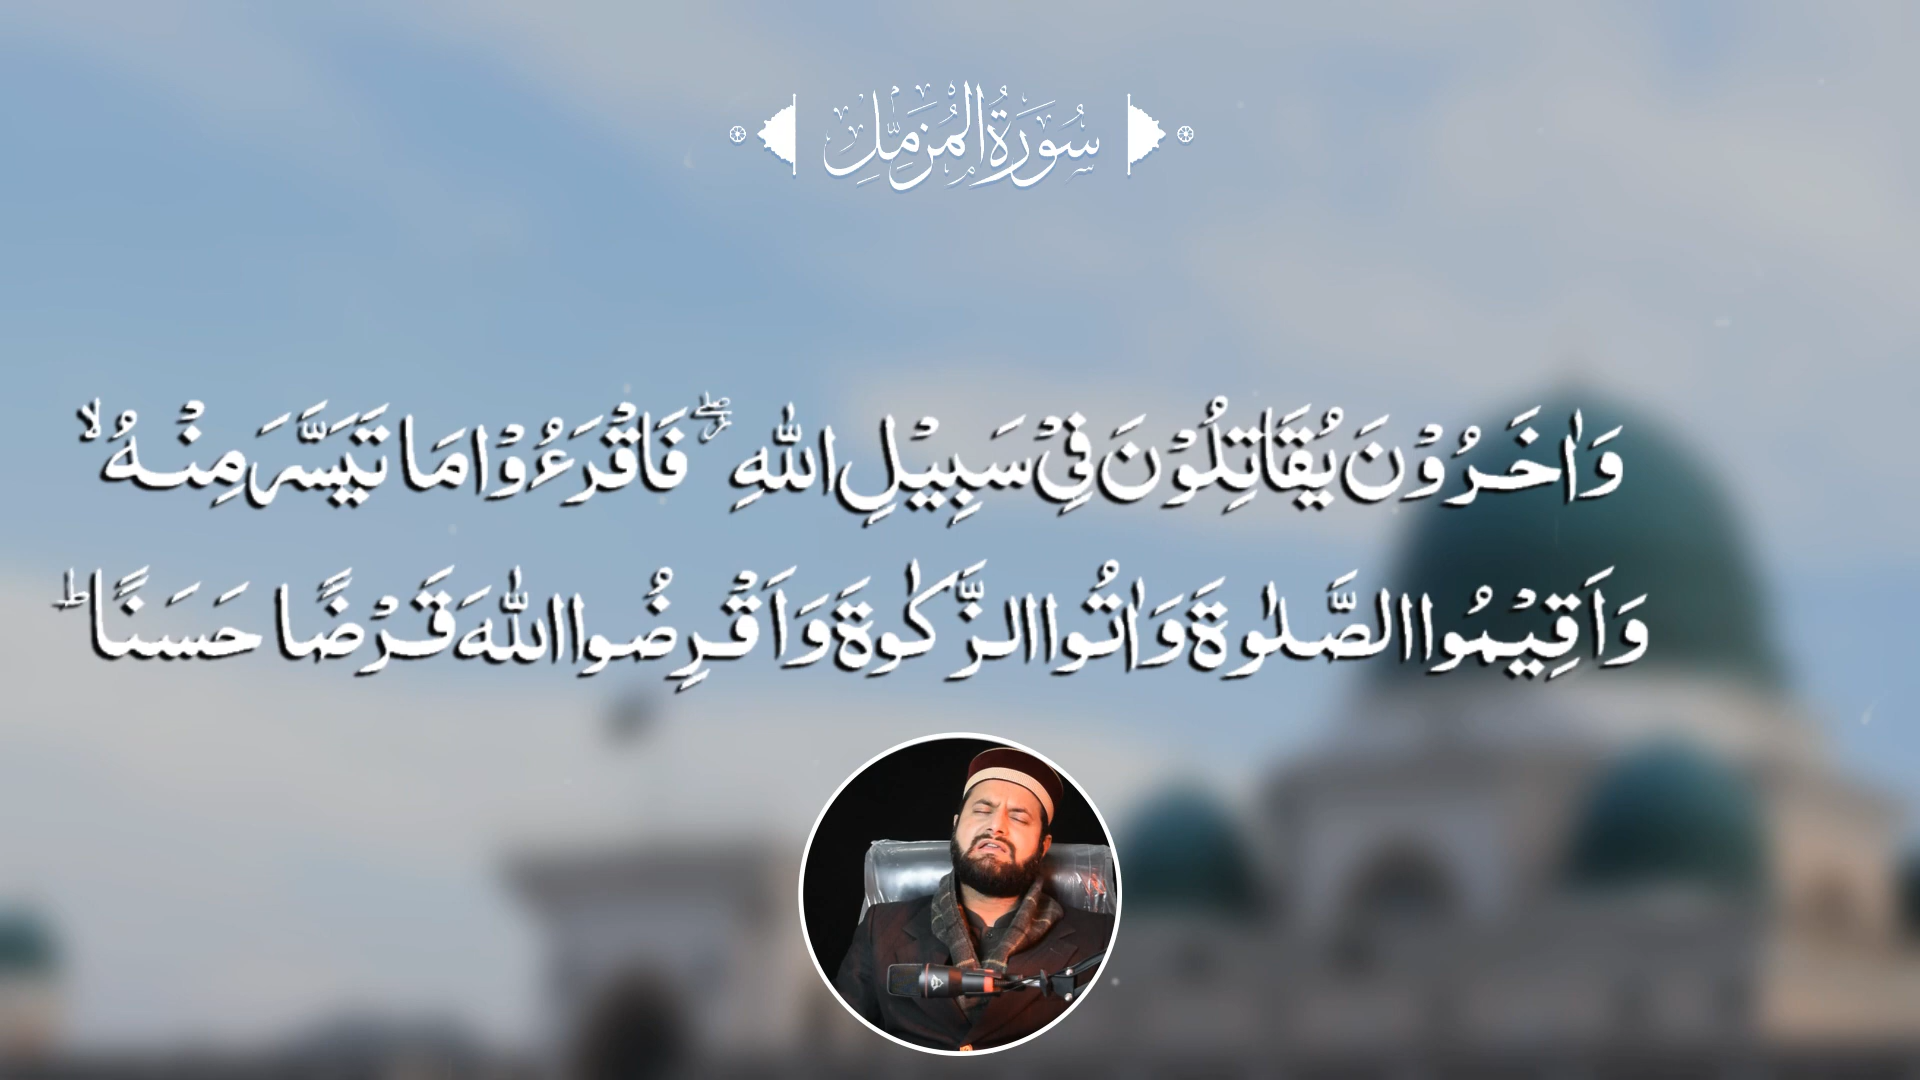 سُورَةُ الْمُزَّمِّلِ
وَاٰخَرُوْنَ يُقَاتِلُوْنَ فِيْ سَبِيْلِ اللّٰهِ ۖ فَاقْرَءُوْا مَا تَيَسَّرَ مِنْهُ ۙ
وَاَقِيْمُوا الصَّلٰوةَ وَاٰتُوا الزَّكٰوةَ وَاَقْرِضُوا اللّٰهَ قَرْضًا حَسَنًا ؕ